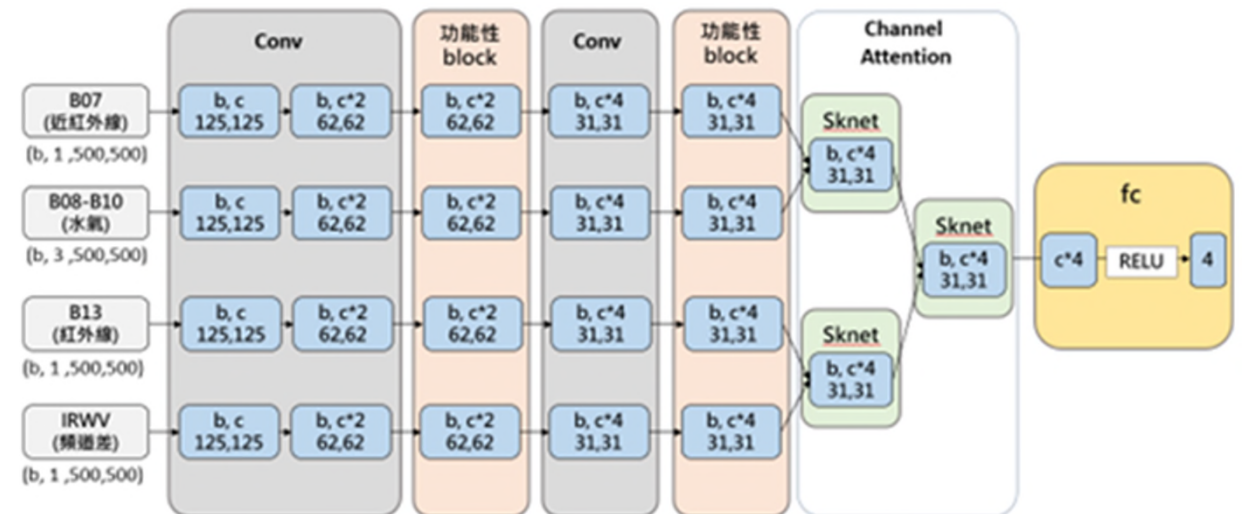 Conv
功能性
block
Conv
功能性
block
Channel
Attention
B07
(近紅外線)
(b, 1 ,500,500)
b, c
125,125
b, c*2
62,62
b, c*2
62,62
b, c*4
31,31
b, c*4
31,31
B08-B10
(水氣)
(b, 3 ,500,500)
b, c
125,125
b, c*2
62,62
b, c*2
62,62
b, c*4
31,31
b, c*4
31,31
B13
(紅外線)
(b, 1 ,500,500)
b, c
125,125
b, c*2
62,62
b, c*2
62,62
b, c*4
31,31
b, c*4
31,31
IRWV
(頻道差)
(b, 1 ,500,500)
b, c
125,125
b, c*2
62,62
b, c*2
62,62
b, c*4
31,31
b, c*4
31,31
Sknet
b, c*4
31,31
Sknet
b, c*4
31,31
Sknet
b, c*4
31,31
fc
c*4
RELU
4